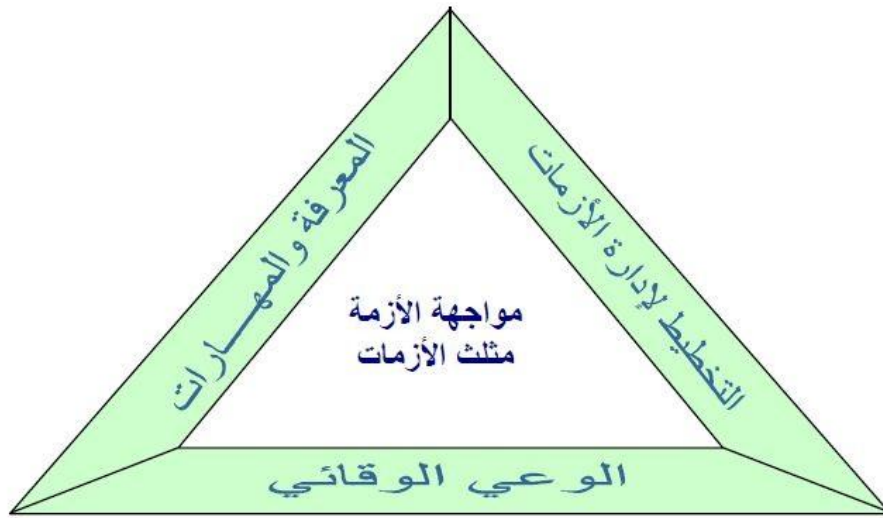 المعرفة والمهارات
التخطيط لإدارة الأزمات
مواجهة الأزمة
مثلث الأزمات
الوعي الوقائي